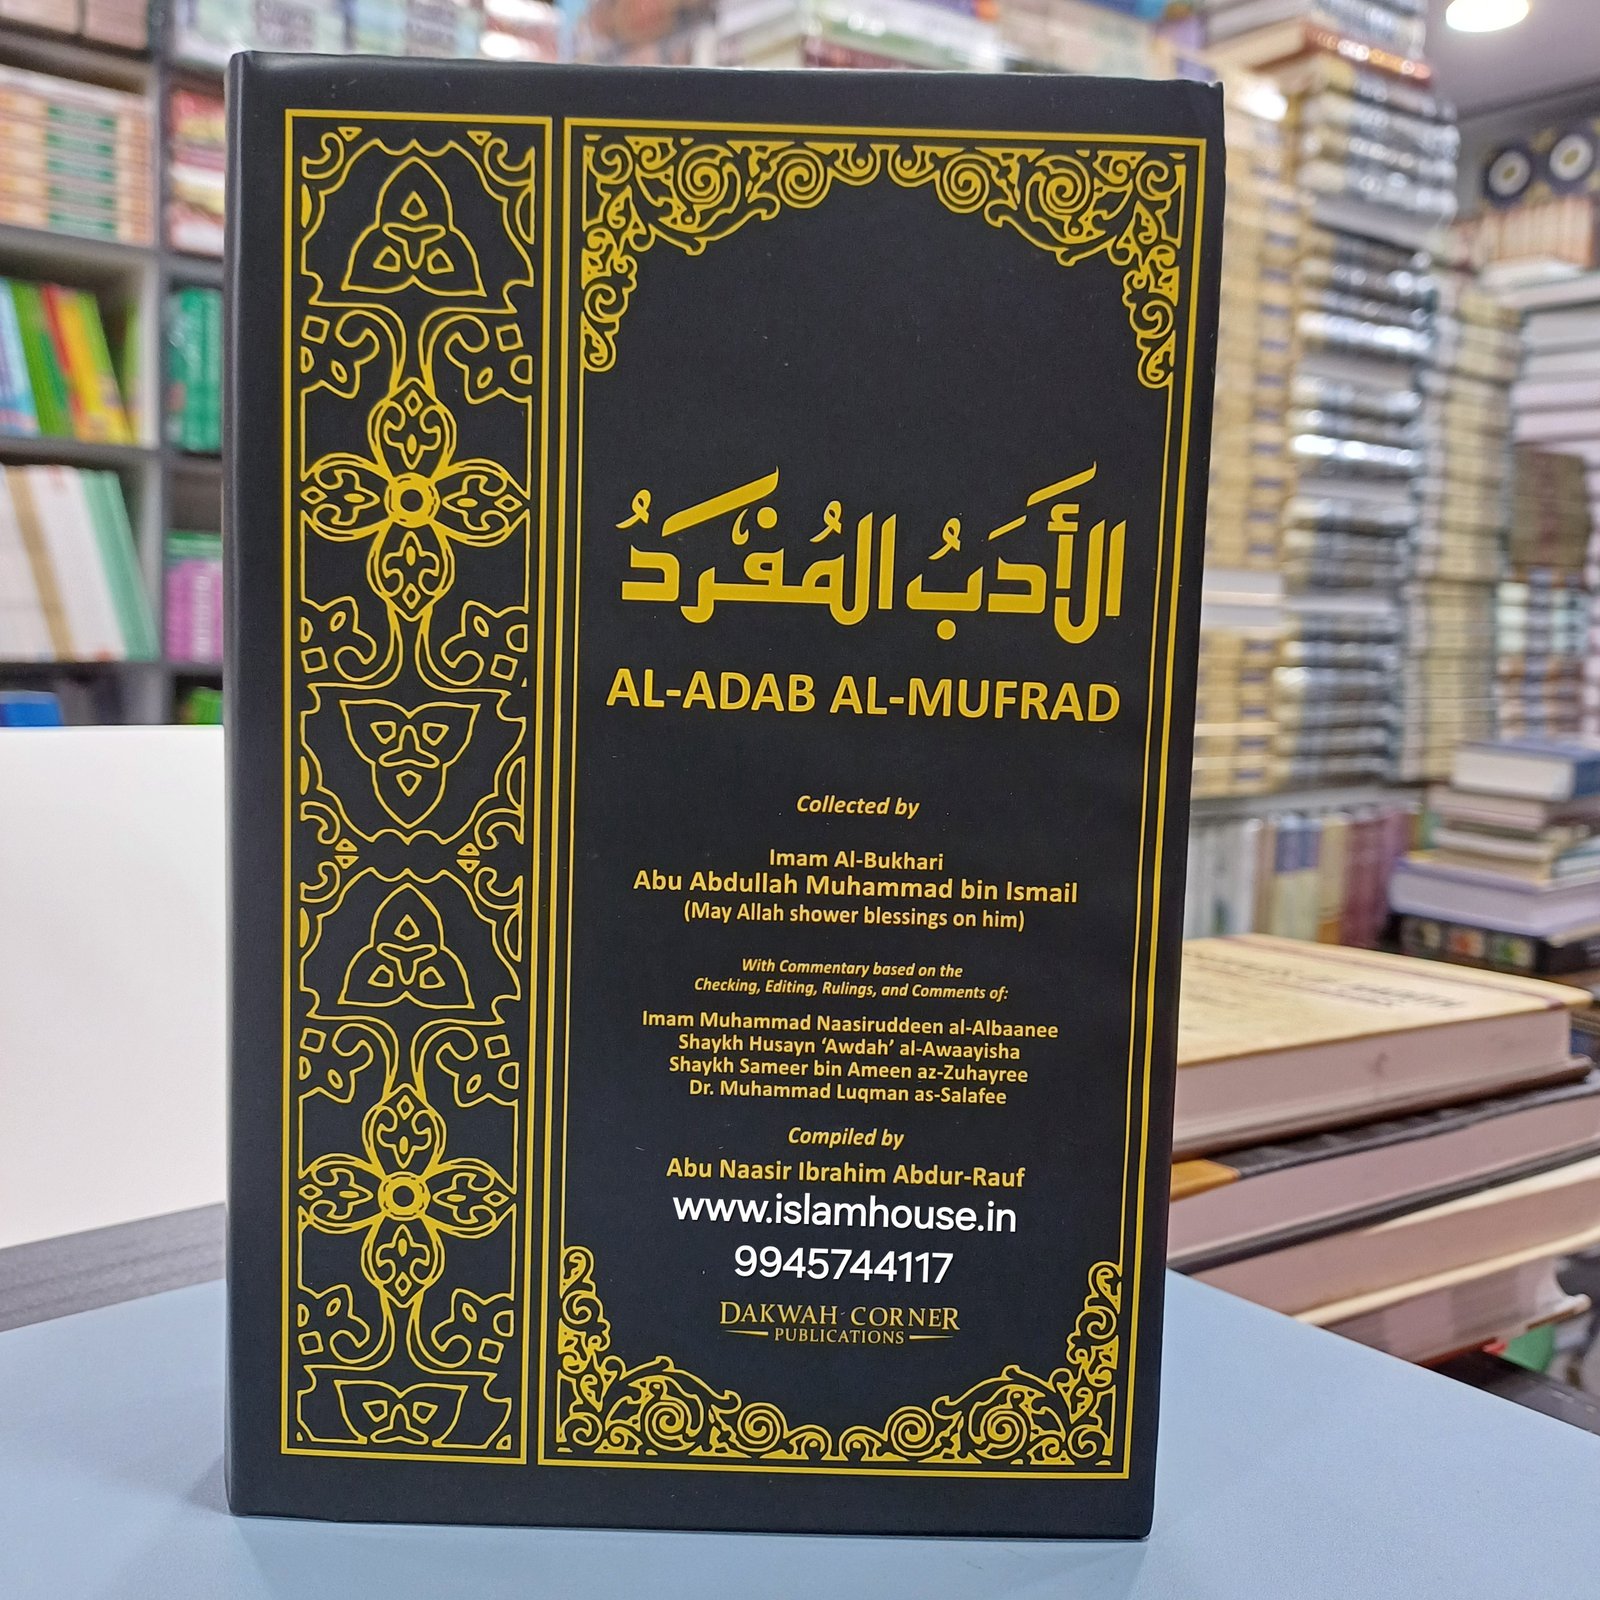 الأَدَبُ المُفْرَدُ
AL-ADAB AL-MUFRAD
Collected by
Imam Al-Bukhari
Abu Abdullah Muhammad bin Ismail
(May Allah shower blessings on him)
With Commentary based on the
Checking, Editing, Rulings, and Comments of:
Imam Muhammad Naasiruddeen al-Albaanee
Shaykh Husayn ‘Awdah’ al-Awaayisha
Shaykh Sameer bin Ameen az-Zuhayree
Dr. Muhammad Luqman as-Salafee
Compiled by
Abu Naasir Ibrahim Abdur-Rauf
www.islamhouse.in
9945744117
DAKWAH CORNER
PUBLICATIONS